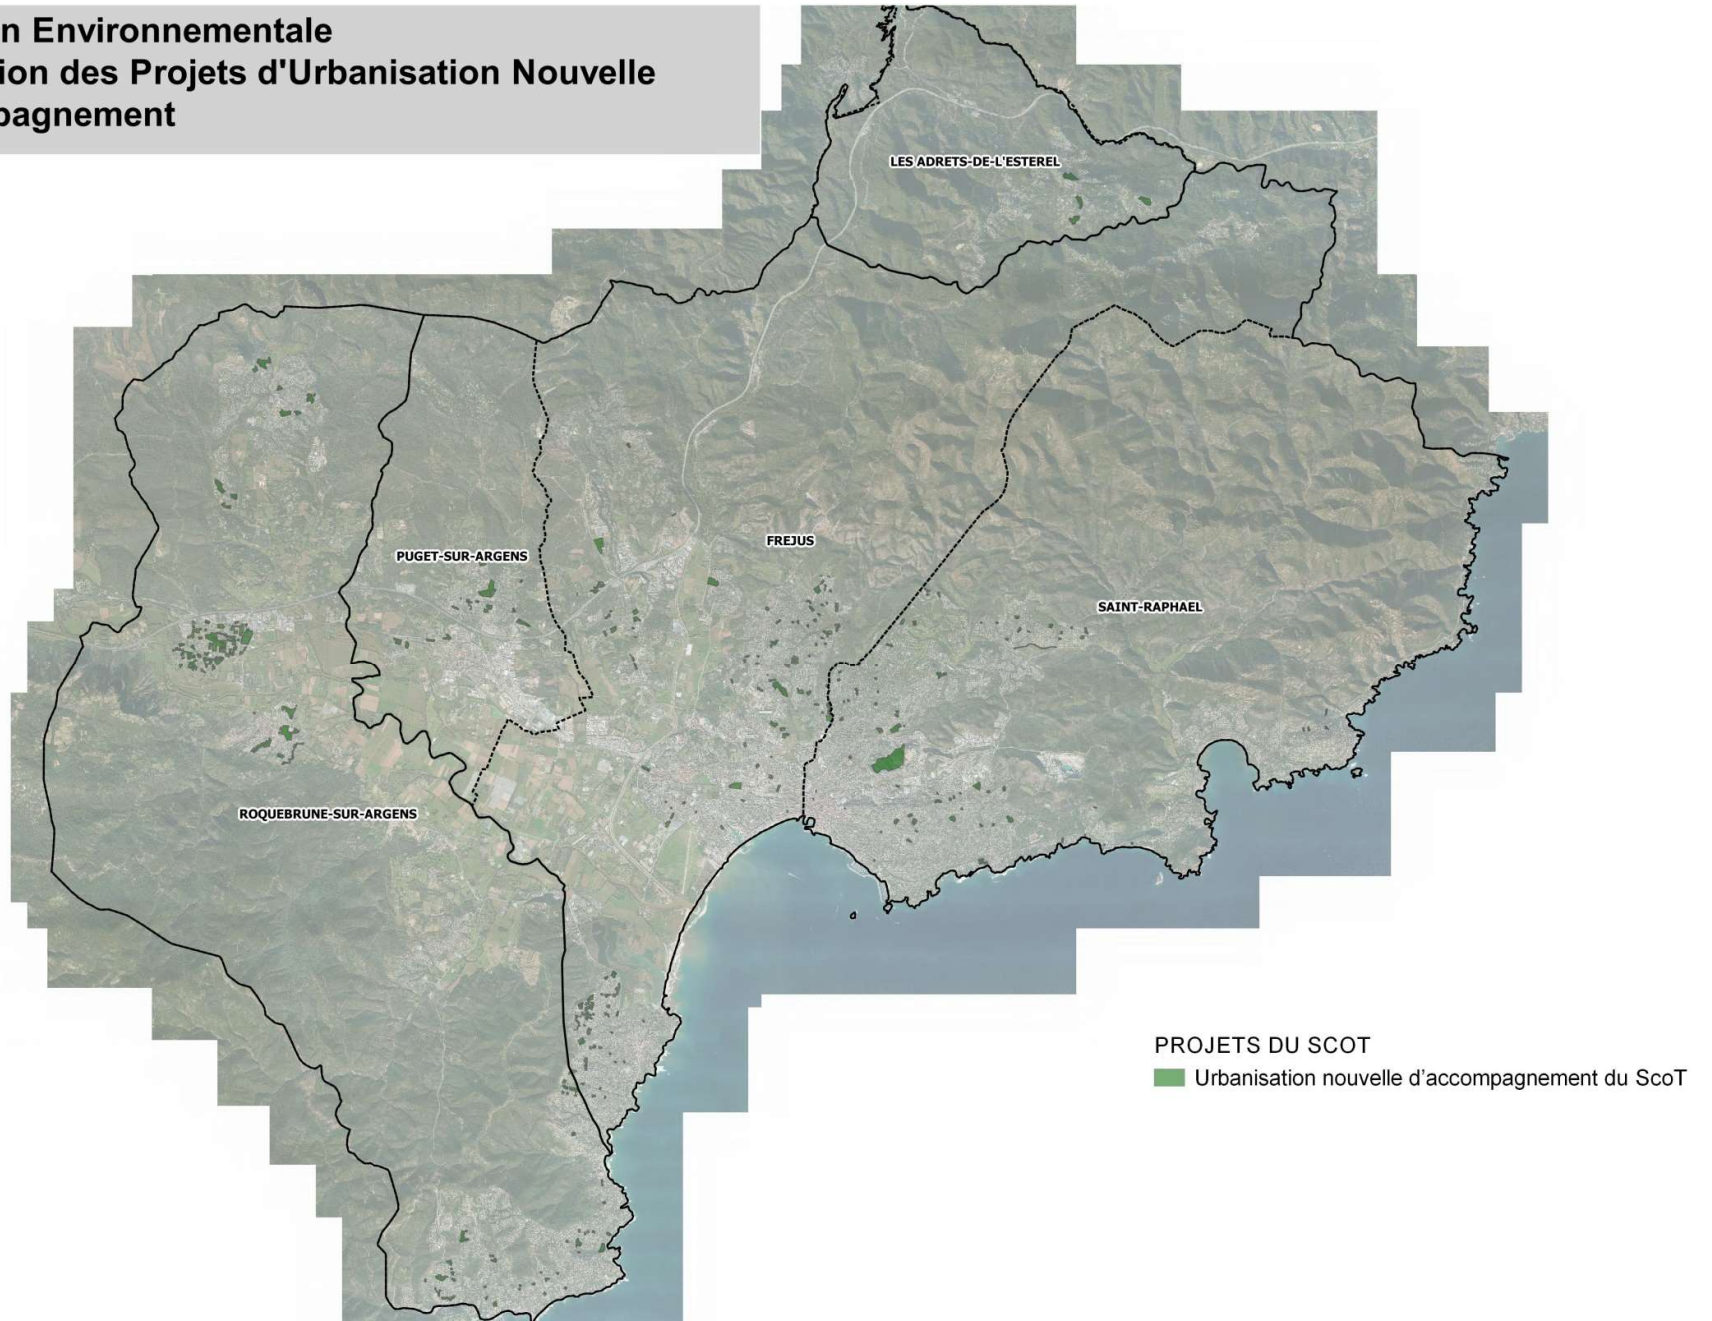 n Environnementale
ion des Projets d'Urbanisation Nouvelle
pagnement
LES ADRETS-DE-L'ESTEREL
PUGET-SUR-ARGENS
FREJUS
SAINT-RAPHAEL
ROQUEBRUNE-SUR-ARGENS
PROJETS DU SCOT
Urbanisation nouvelle d’accompagnement du ScoT